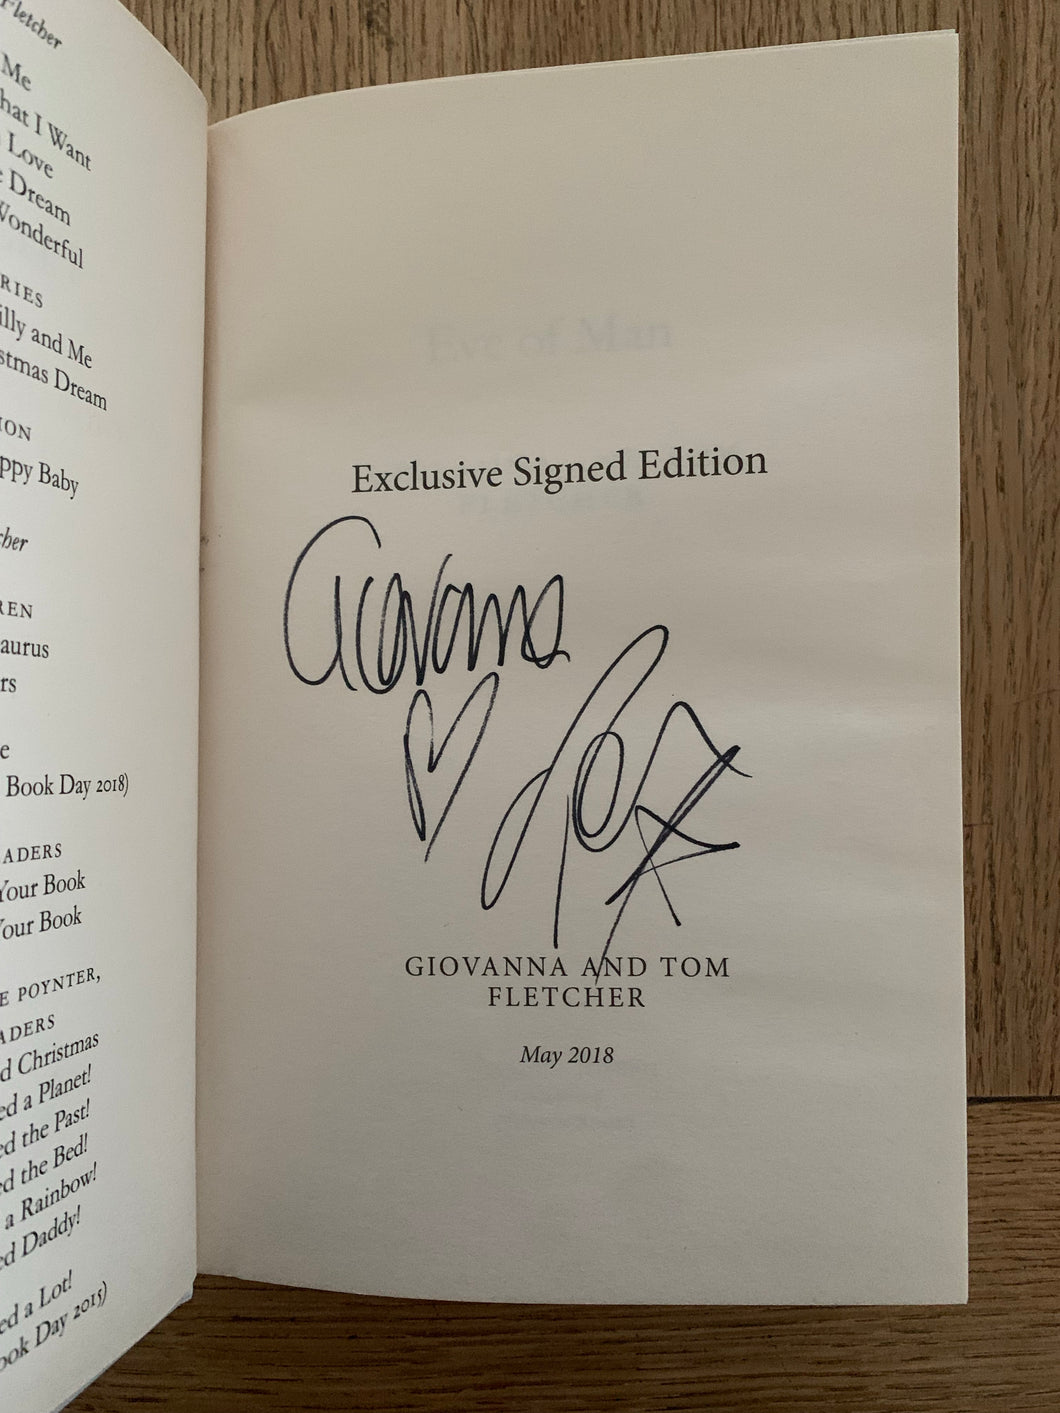 Fletcher
Me
hat I Want
Love
Dream
Wonderful
RIES
illy and Me
stmas Dream
ION
ppy Baby
cher
REN
aurus
rs
e
Book Day 2018)
ADERS
Your Book
Your Book
E POYNTER,
ADERS
d Christmas
ed a Planet!
ed the Past!
ed the Bed!
a Rainbow!
ed Daddy!
ed a Lot!
ook Day 2015)
Eve of Man
Exclusive Signed Edition
Giovanna
Tom
GIOVANNA AND TOM
FLETCHER
May 2018